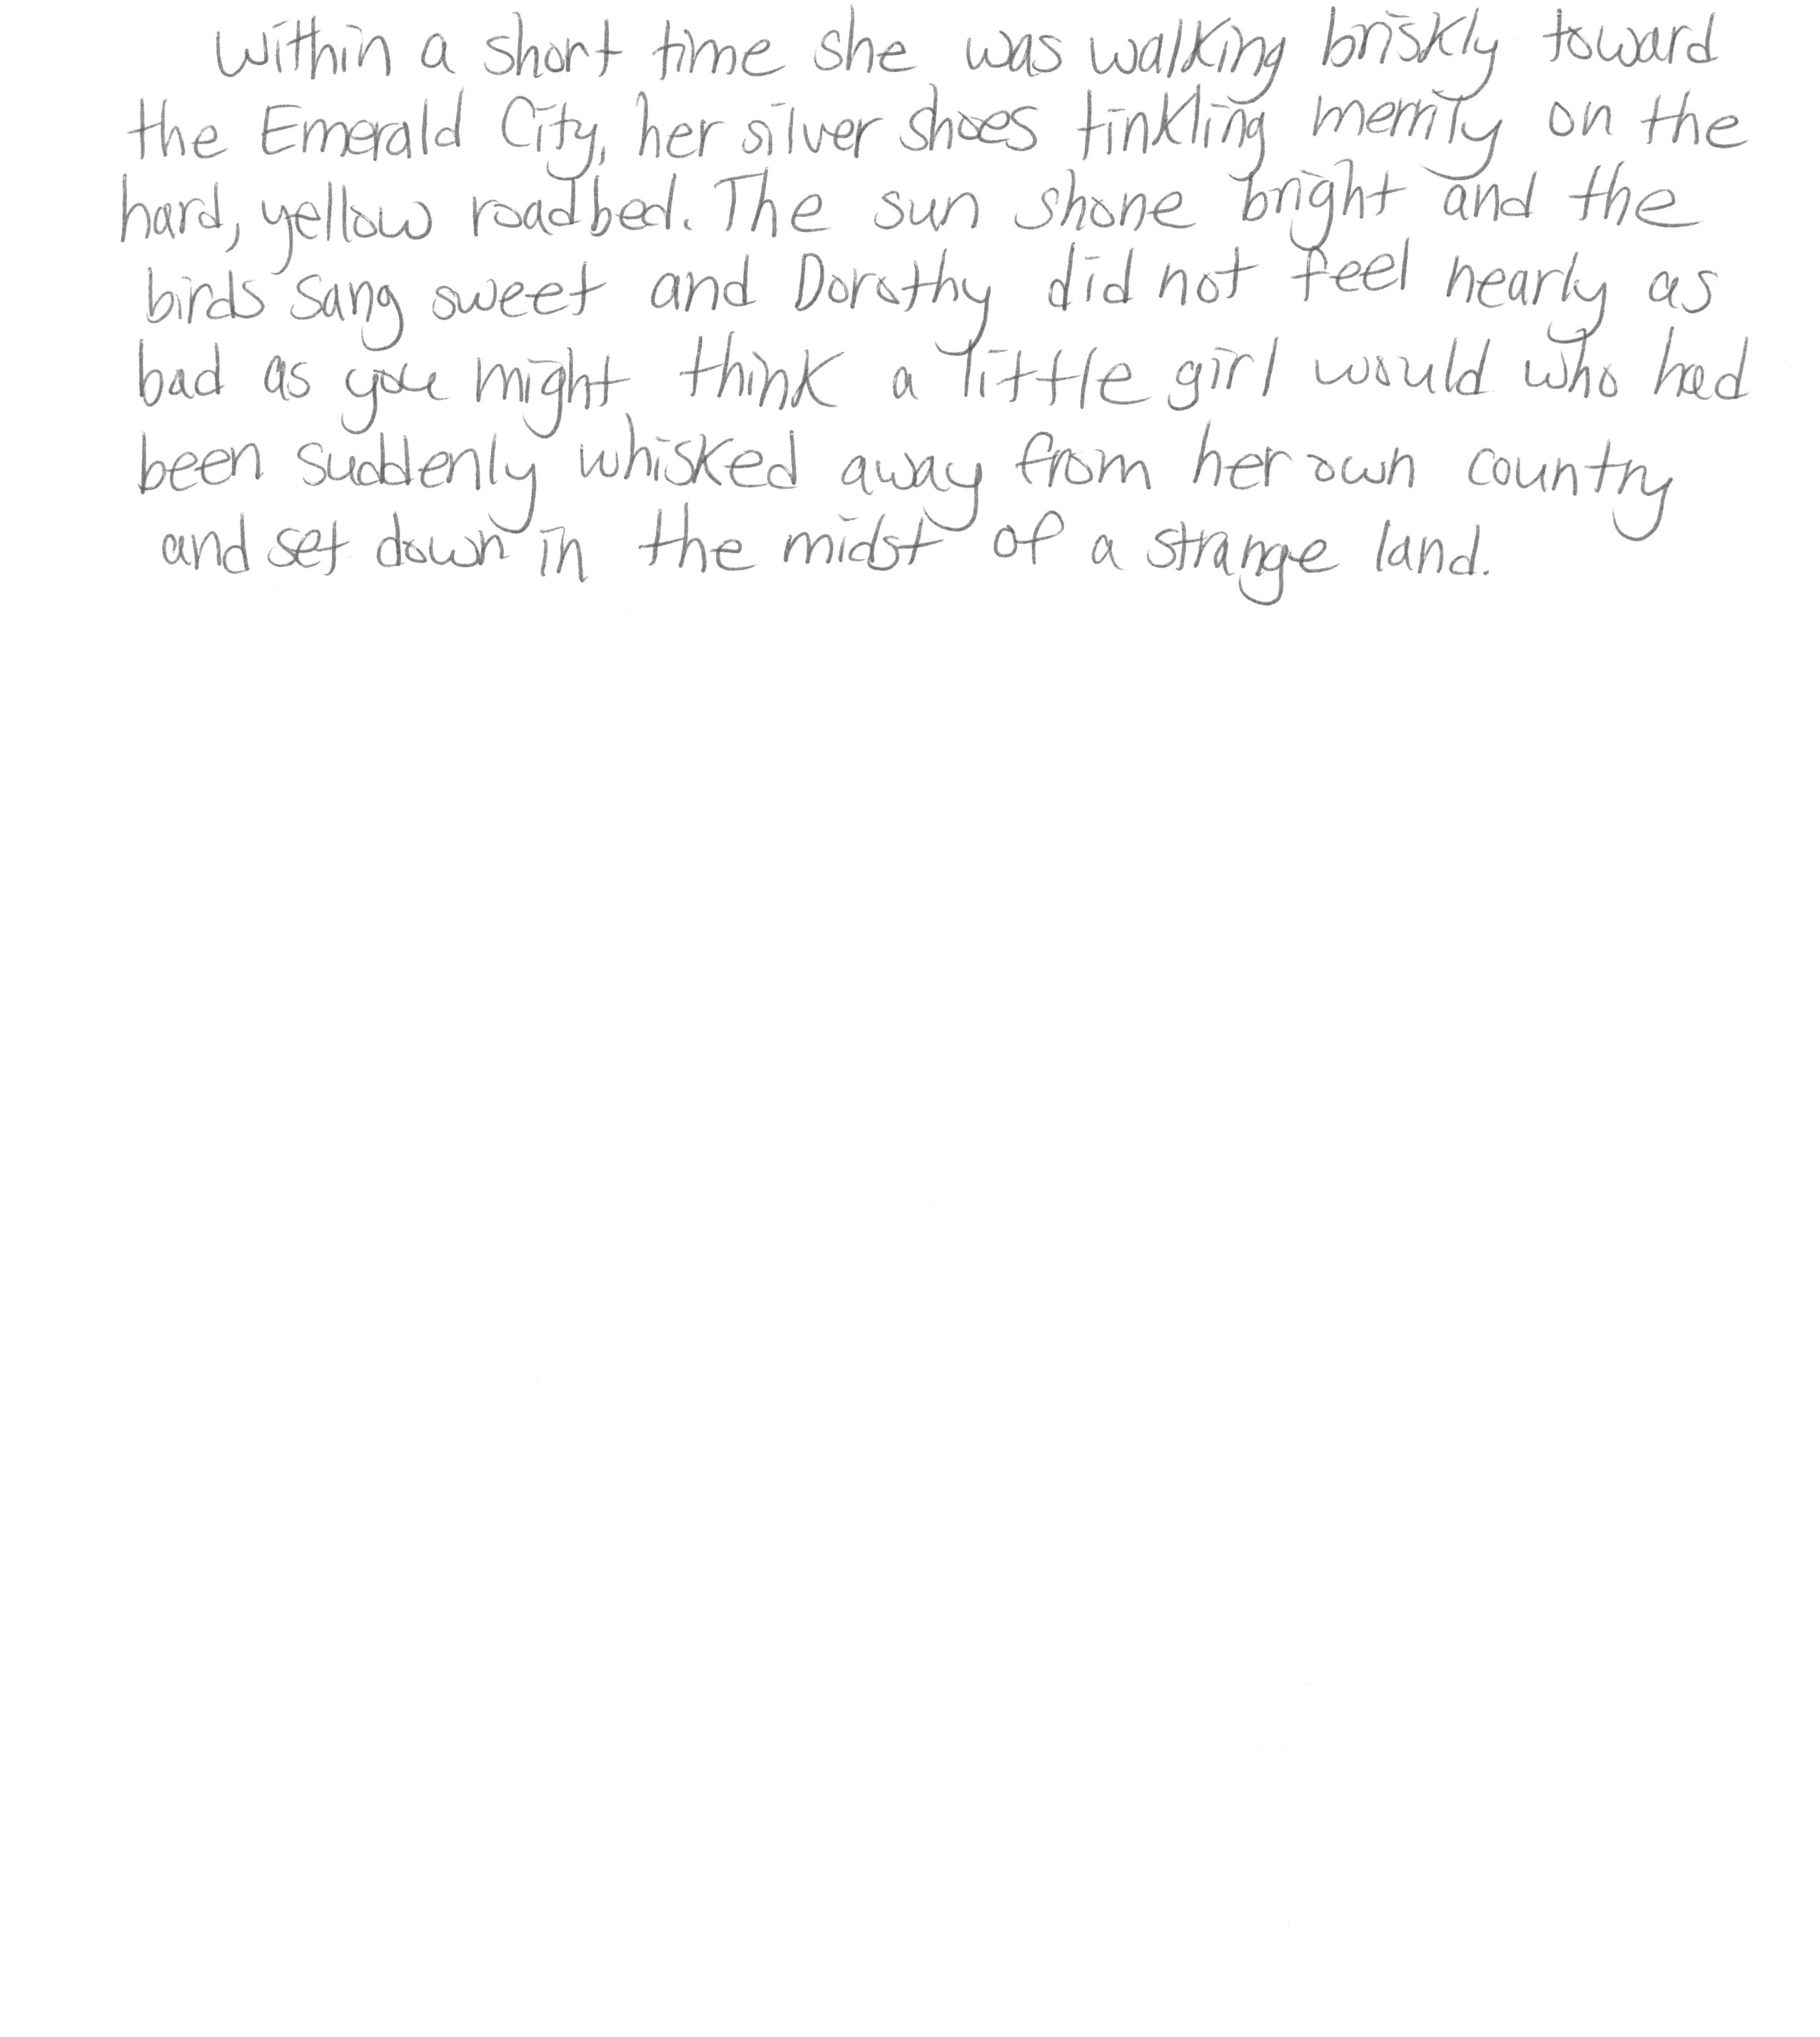 Within a short time she was walking briskly toward
the Emerald City, her silver shoes tinkling merrily on the
hard, yellow roadbed. The sun shone bright and the
birds sang sweet and Dorothy did not feel nearly as
bad as you might think a little girl would who had
been suddenly whisked away from her own country
and set down in the midst of a strange land.